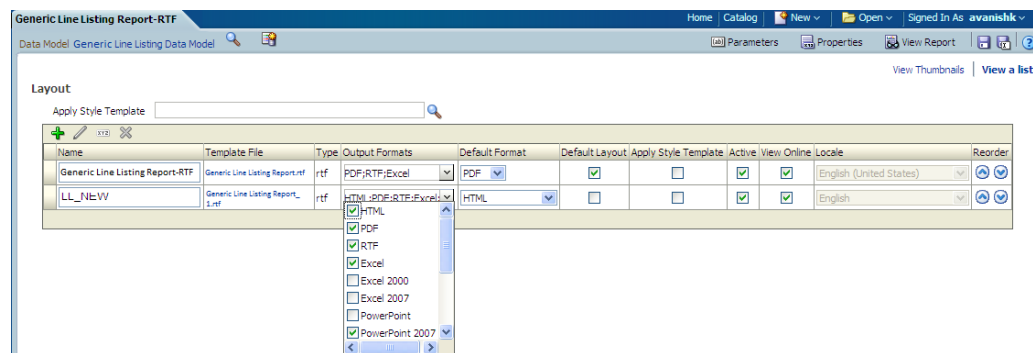 Generic Line Listing Report-RTF
Home Catalog New Open Signed In As avanishk
Data Model Generic Line Listing Data Model
Parameters Properties View Report
View Thumbnails View a list
Layout
Apply Style Template
Name Template File Type Output Formats Default Format Default Layout Apply Style Template Active View Online Locale Reorder
Generic Line Listing Report-RTF Generic Line Listing Report.rtf rtf PDF;RTF;Excel PDF English (United States)
LL_NEW Generic Line Listing Report_ rtf HTML;PDF;RTF;Excel; HTML English
1.rtf
HTML
PDF
RTF
Excel
Excel 2000
Excel 2007
PowerPoint
PowerPoint 2007